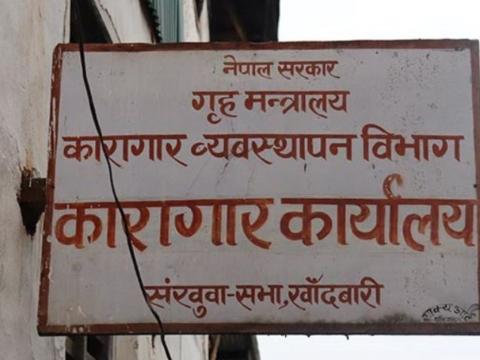 नेपाल सरकार
गृह मन्त्रालय
कारागार व्यवस्थापन विभाग
कारागार कार्यालय
संखुवा-सभा,खाँदबारी